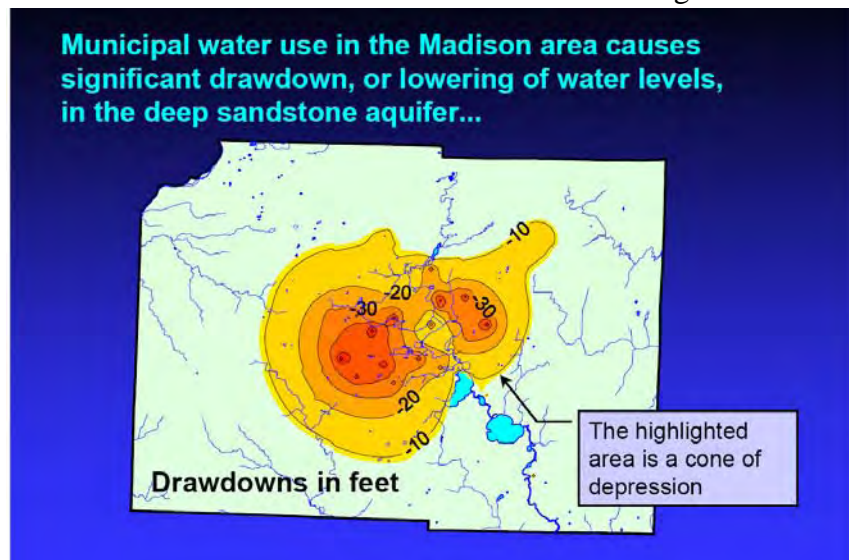 Municipal water use in the Madison area causes
significant drawdown, or lowering of water levels,
in the deep sandstone aquifer...
-10
-20
-30
-30
-20
-10
The highlighted
area is a cone of
depression
Drawdowns in feet